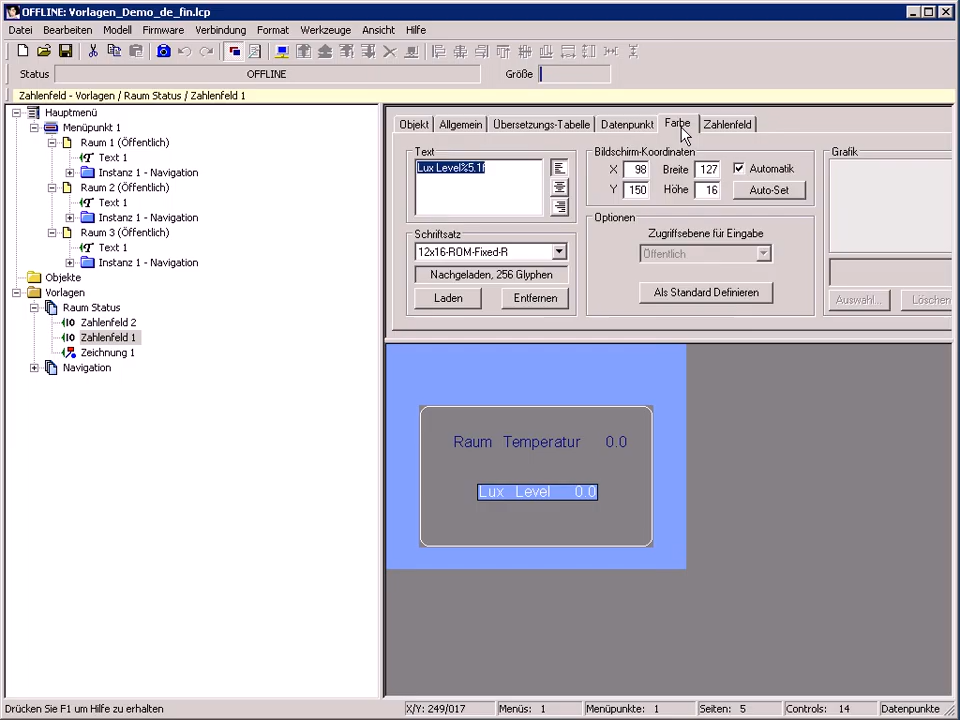 OFFLINE: Vorlagen_Demo_de_fin.lcp
Datei Bearbeiten Modell Firmware Verbindung Format Werkzeuge Ansicht Hilfe
Status OFFLINE Größe
Zahlenfeld - Vorlagen / Raum Status / Zahlenfeld 1
Hauptmenü
Menüpunkt 1
Raum 1 (Öffentlich)
Text 1
Instanz 1 - Navigation
Raum 2 (Öffentlich)
Text 1
Instanz 1 - Navigation
Raum 3 (Öffentlich)
Text 1
Instanz 1 - Navigation
Objekte
Vorlagen
Raum Status
Zahlenfeld 2
Zahlenfeld 1
Zeichnung 1
Navigation
Objekt Allgemein Übersetzungs-Tabelle Datenpunkt Farbe Zahlenfeld
Text
Lux Level%5.1f
Schriftsatz
12x16-ROM-Fixed-R
Nachgeladen, 256 Glyphen
Laden Entfernen
Bildschirm-Koordinaten
X 98 Breite 127 Automatik
Y 150 Höhe 16 Auto-Set
Optionen
Zugriffsebene für Eingabe
Öffentlich
Als Standard Definieren
Grafik
Auswahl... Löschen
Raum Temperatur 0.0
Lux Level 0.0
Drücken Sie F1 um Hilfe zu erhalten X/Y: 249/017 Menüs: 1 Menüpunkte: 1 Seiten: 5 Controls: 14 Datenpunkte